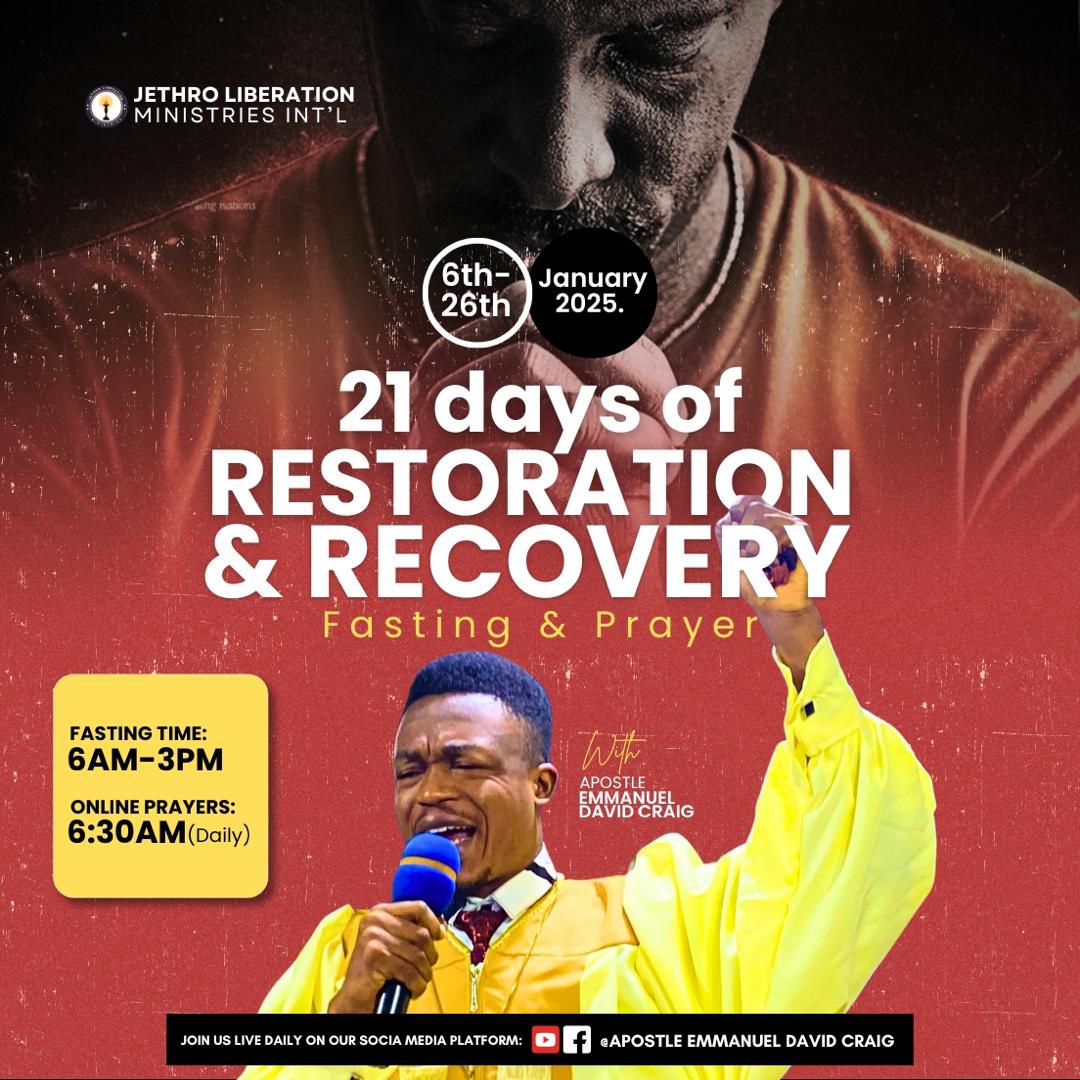 JETHRO LIBERATION
MINISTRIES INT'L
ng nations
6th-
26th
January
2025.
21 days of
RESTORATION
& RECOVERY
Fasting & Prayer
FASTING TIME:
6AM-3PM
ONLINE PRAYERS:
6:30AM(Daily)
With
APOSTLE
EMMANUEL
DAVID CRAIG
JOIN US LIVE DAILY ON OUR SOCIA MEDIA PLATFORM: @APOSTLE EMMANUEL DAVID CRAIG